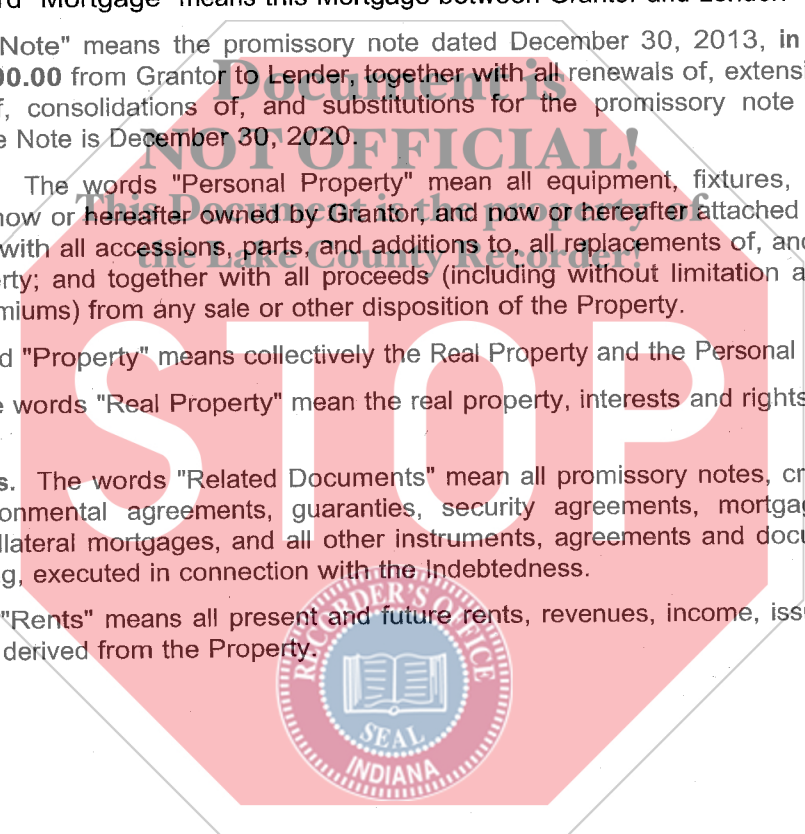 "Mortgage" means this Mortgage between Grantor and Lender
Note" means the promissory note dated December 30, 2013, in
00.00 from Grantor to Lender, together with all renewals of,
consolidations of, and substitutions for the promissory note
Note is December 30, 2020.
The words "Personal Property" mean all equipment, fixtures,
now or hereafter owned by Grantor, and now or hereafter attached
with all accessions, parts, and additions to, all replacements of, and
rty; and together with all proceeds (including without limitation
miums) from any sale or other disposition of the Property.
"Property" means collectively the Real Property and the Personal
words "Real Property" mean the real property, interests and rights
s. The words "Related Documents" mean all promissory notes,
onmental agreements, guaranties, security agreements,
llateral mortgages, and all other instruments, agreements and
g, executed in connection with the Indebtedness.
"Rents" means all present and future rents, revenues, income,
derived from the Property.
Document is
NOT OFFICIAL!
This Document is the property of
the Lake County Recorder!
STOP
RECORDER'S OFFICE
SEAL
INDIANA